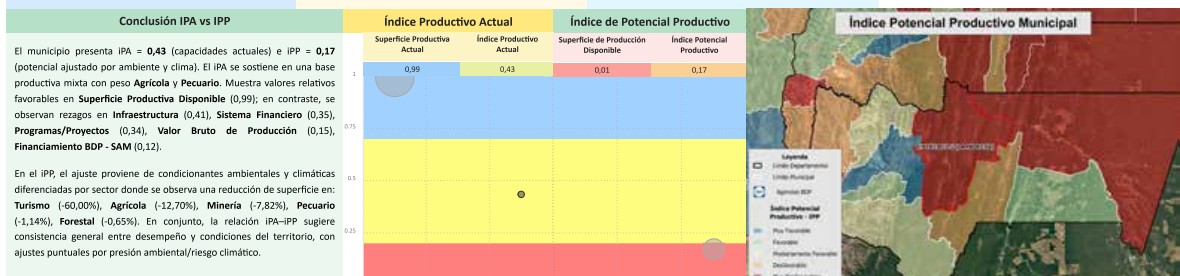 Conclusión IPA vs IPP
El municipio presenta iPA = 0,43 (capacidades actuales) e iPP = 0,17
(potencial ajustado por ambiente y clima). El iPA se sostiene en una base
productiva mixta con peso Agrícola y Pecuario. Muestra valores relativos
favorables en Superficie Productiva Disponible (0,99); en contraste, se
observan rezagos en Infraestructura (0,41), Sistema Financiero (0,35),
Programas/Proyectos (0,34), Valor Bruto de Producción (0,15),
Financiamiento BDP - SAM (0,12).
En el iPP, el ajuste proviene de condicionantes ambientales y climáticas
diferenciadas por sector donde se observa una reducción de superficie en:
Turismo (-60,00%), Agrícola (-12,70%), Minería (-7,82%), Pecuario
(-1,14%), Forestal (-0,65%). En conjunto, la relación iPA–iPP sugiere
consistencia general entre desempeño y condiciones del territorio, con
ajustes puntuales por presión ambiental/riesgo climático.
Índice Productivo Actual
Índice de Potencial Productivo
Superficie Productiva
Actual
Índice Productivo
Actual
Superficie de Producción
Disponible
Índice Potencial
Productivo
0,99
0,43
0,01
0,17
1
0.75
0.5
0.25
Índice Potencial Productivo Municipal
Leyenda
Límite Departamento
Límite Municipal
Agencias BDP
Índice Potencial
Productivo - IPP
Muy Favorable
Favorable
Medianamente Favorable
Desfavorable